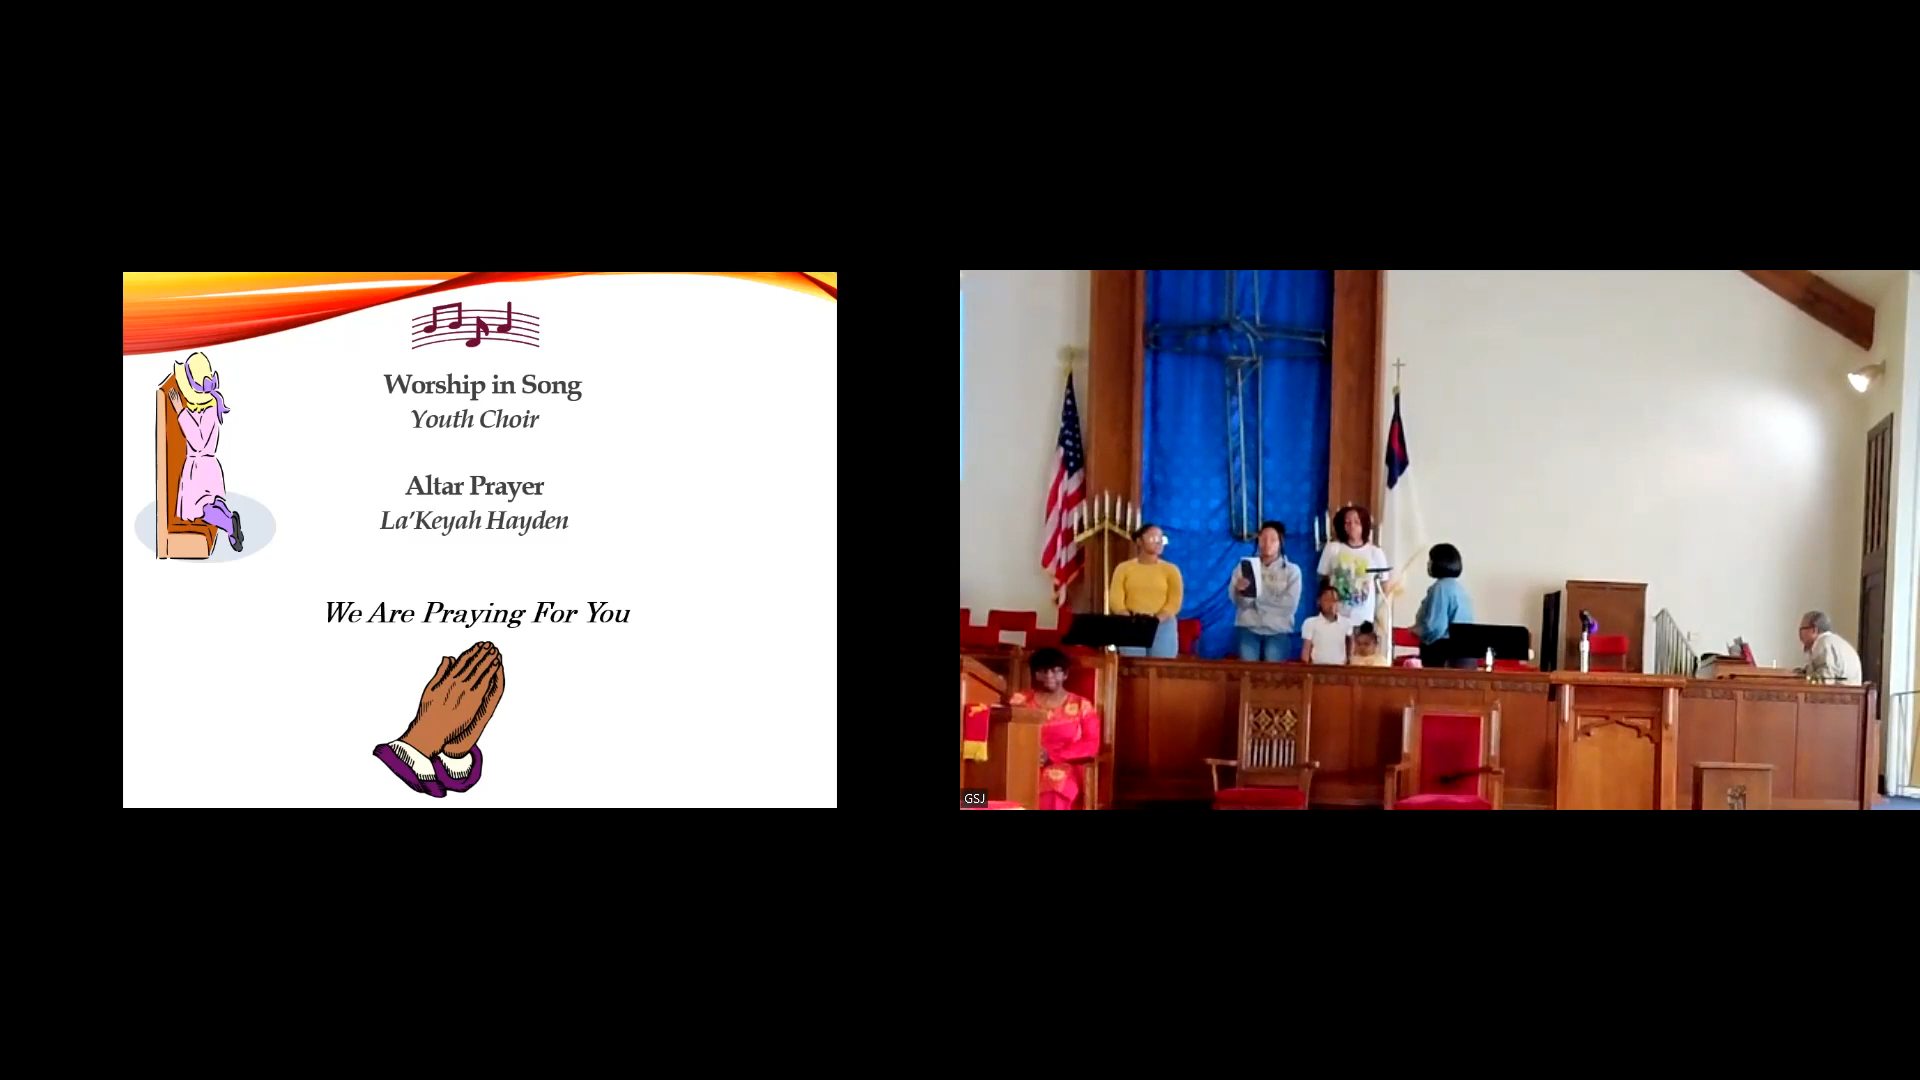 Worship in Song
Youth Choir
Altar Prayer
La'Keyah Hayden
We Are Praying For You
GSJ